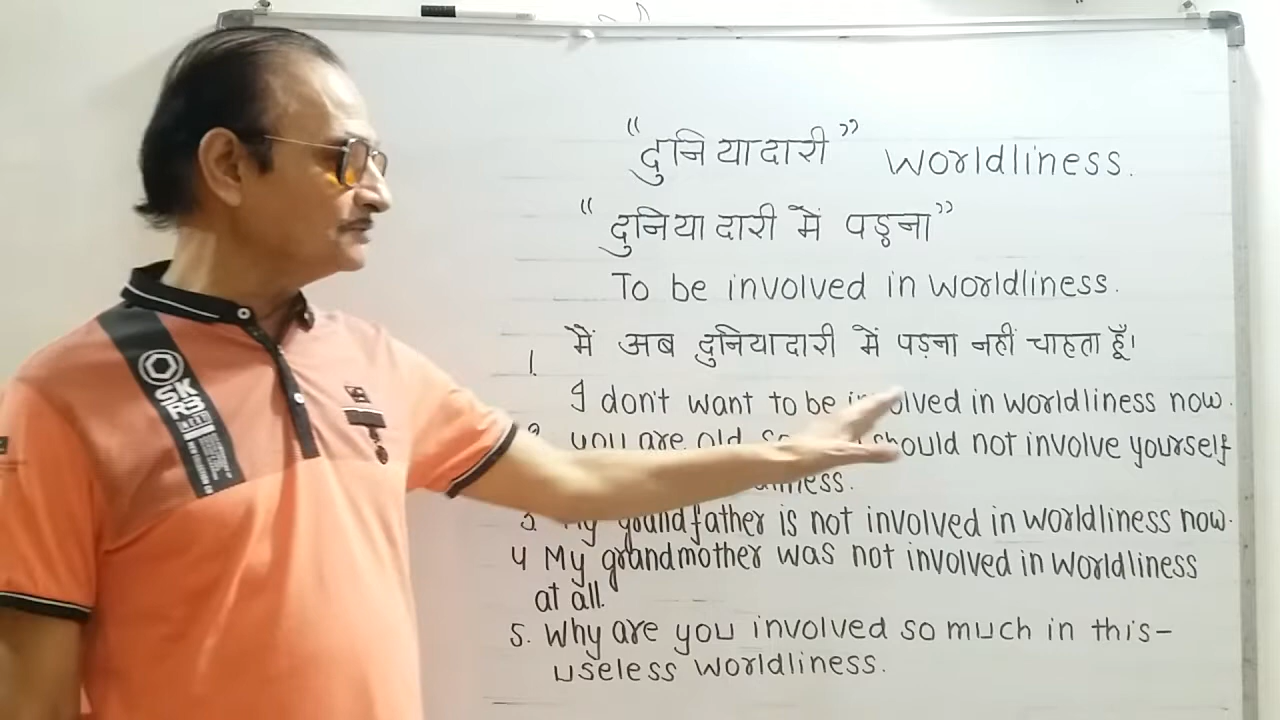 "दुनियादारी" Worldliness.
"दुनियादारी में पड़ना"
To be involved in worldliness.
1. मैं अब दुनियादारी में पड़ना नहीं चाहता हूँ।
I don't want to be involved in worldliness now.
you are old should not involve yourself
3. My grandfather is not involved in worldliness now.
4 My grandmother was not involved in worldliness
at all.
5. Why are you involved so much in this-
useless worldliness.